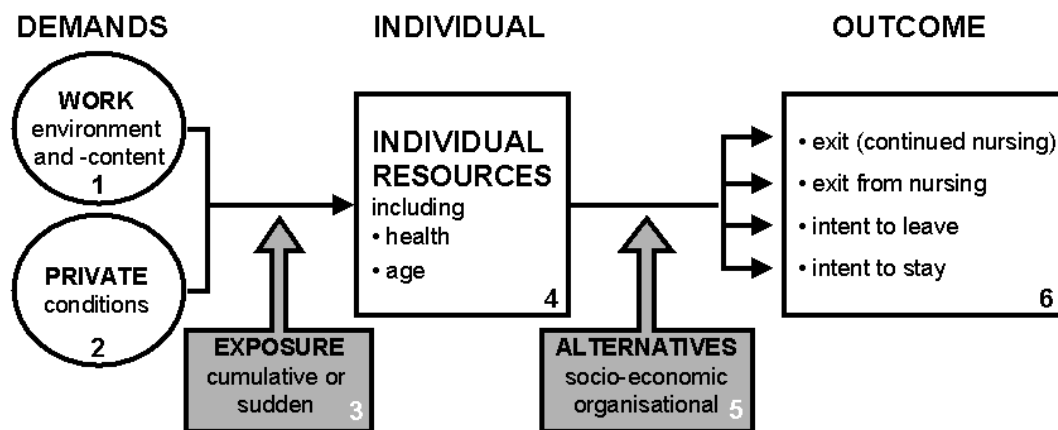 DEMANDS
INDIVIDUAL
OUTCOME
WORK
environment
and -content
1
PRIVATE
conditions
2
EXPOSURE
cumulative or
sudden
3
INDIVIDUAL
RESOURCES
including
• health
• age
4
ALTERNATIVES
socio-economic
organisational
5
• exit (continued nursing)
• exit from nursing
• intent to leave
• intent to stay
6